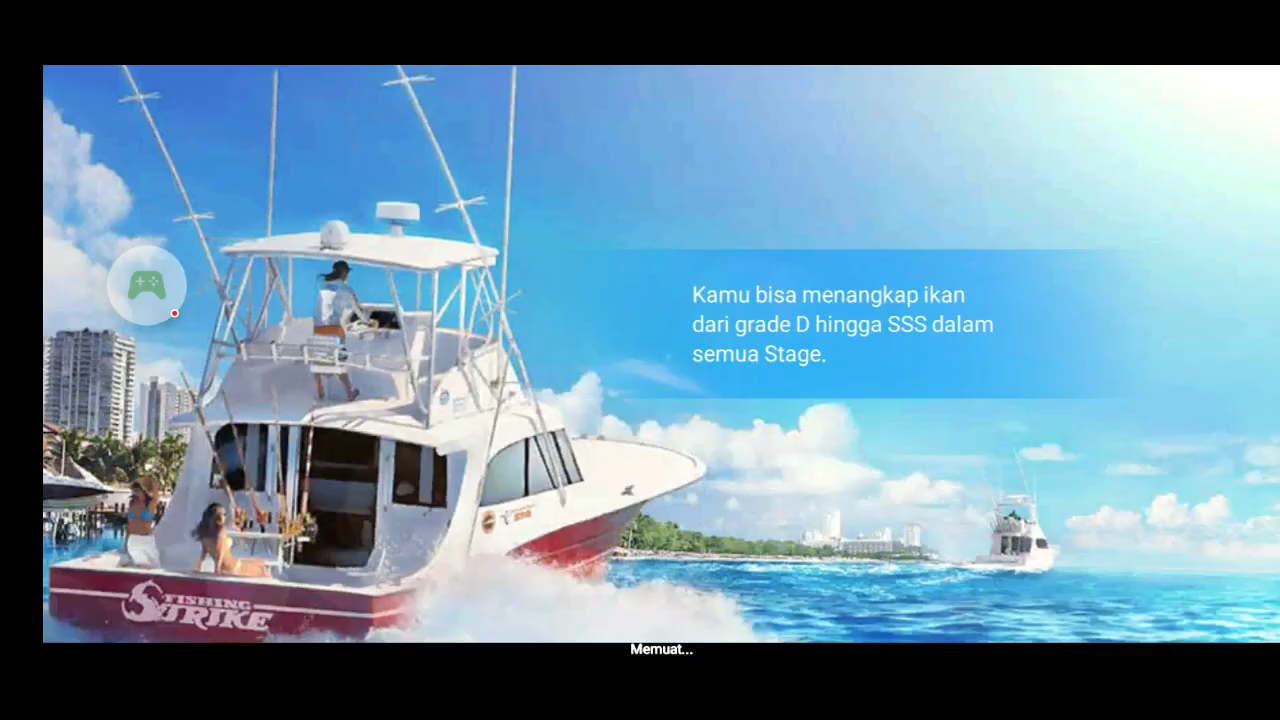 Kamu bisa menangkap ikan
dari grade D hingga SSS dalam
semua Stage.
FISHING
STRIKE
Memuat...